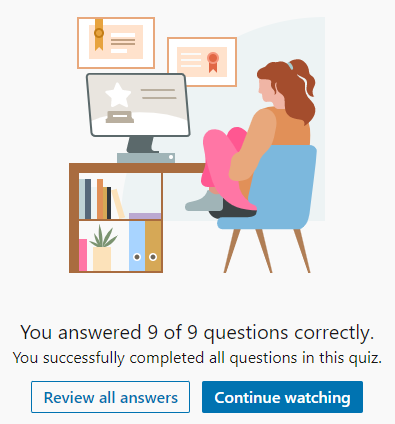 You answered 9 of 9 questions correctly.
You successfully completed all questions in this quiz.
Review all answers
Continue watching